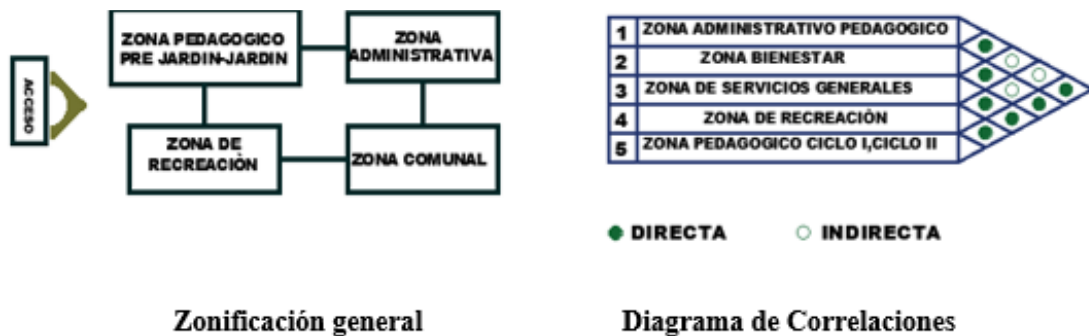 ACCESO
ZONA PEDAGOGICO
PRE JARDIN-JARDIN
ZONA
ADMINISTRATIVA
ZONA DE
RECREACIÒN
ZONA COMUNAL
1 ZONA ADMINISTRATIVO PEDAGOGICO
2 ZONA BIENESTAR
3 ZONA DE SERVICIOS GENERALES
4 ZONA DE RECREACIÒN
5 ZONA PEDAGOGICO CICLO I,CICLO II
DIRECTA INDIRECTA
Zonificación general
Diagrama de Correlaciones